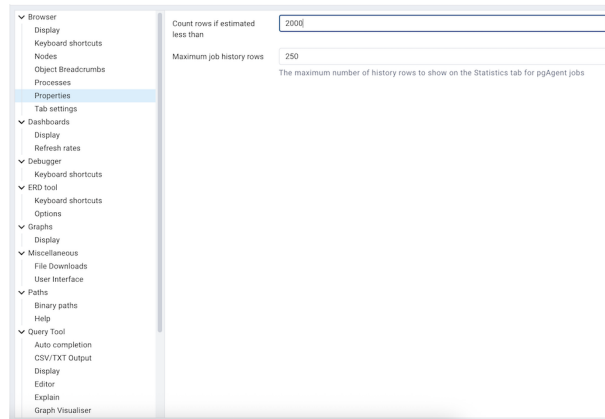 Browser
Display
Keyboard shortcuts
Nodes
Object Breadcrumbs
Processes
Properties
Tab settings
Dashboards
Display
Refresh rates
Debugger
Keyboard shortcuts
ERD tool
Keyboard shortcuts
Options
Graphs
Display
Miscellaneous
File Downloads
User Interface
Paths
Binary paths
Help
Query Tool
Auto completion
CSV/TXT Output
Display
Editor
Explain
Graph Visualiser
Count rows if estimated
less than
2000
Maximum job history rows
250
The maximum number of history rows to show on the Statistics tab for pgAgent jobs